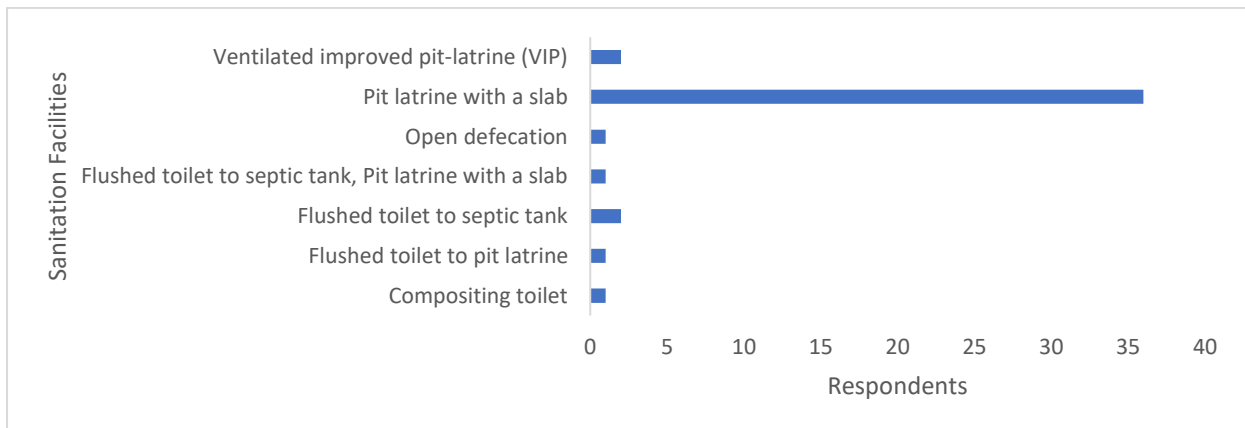 Sanitation Facilities
Ventilated improved pit-latrine (VIP)
Pit latrine with a slab
Open defecation
Flushed toilet to septic tank, Pit latrine with a slab
Flushed toilet to septic tank
Flushed toilet to pit latrine
Compositing toilet
0 5 10 15 20 25 30 35 40
Respondents